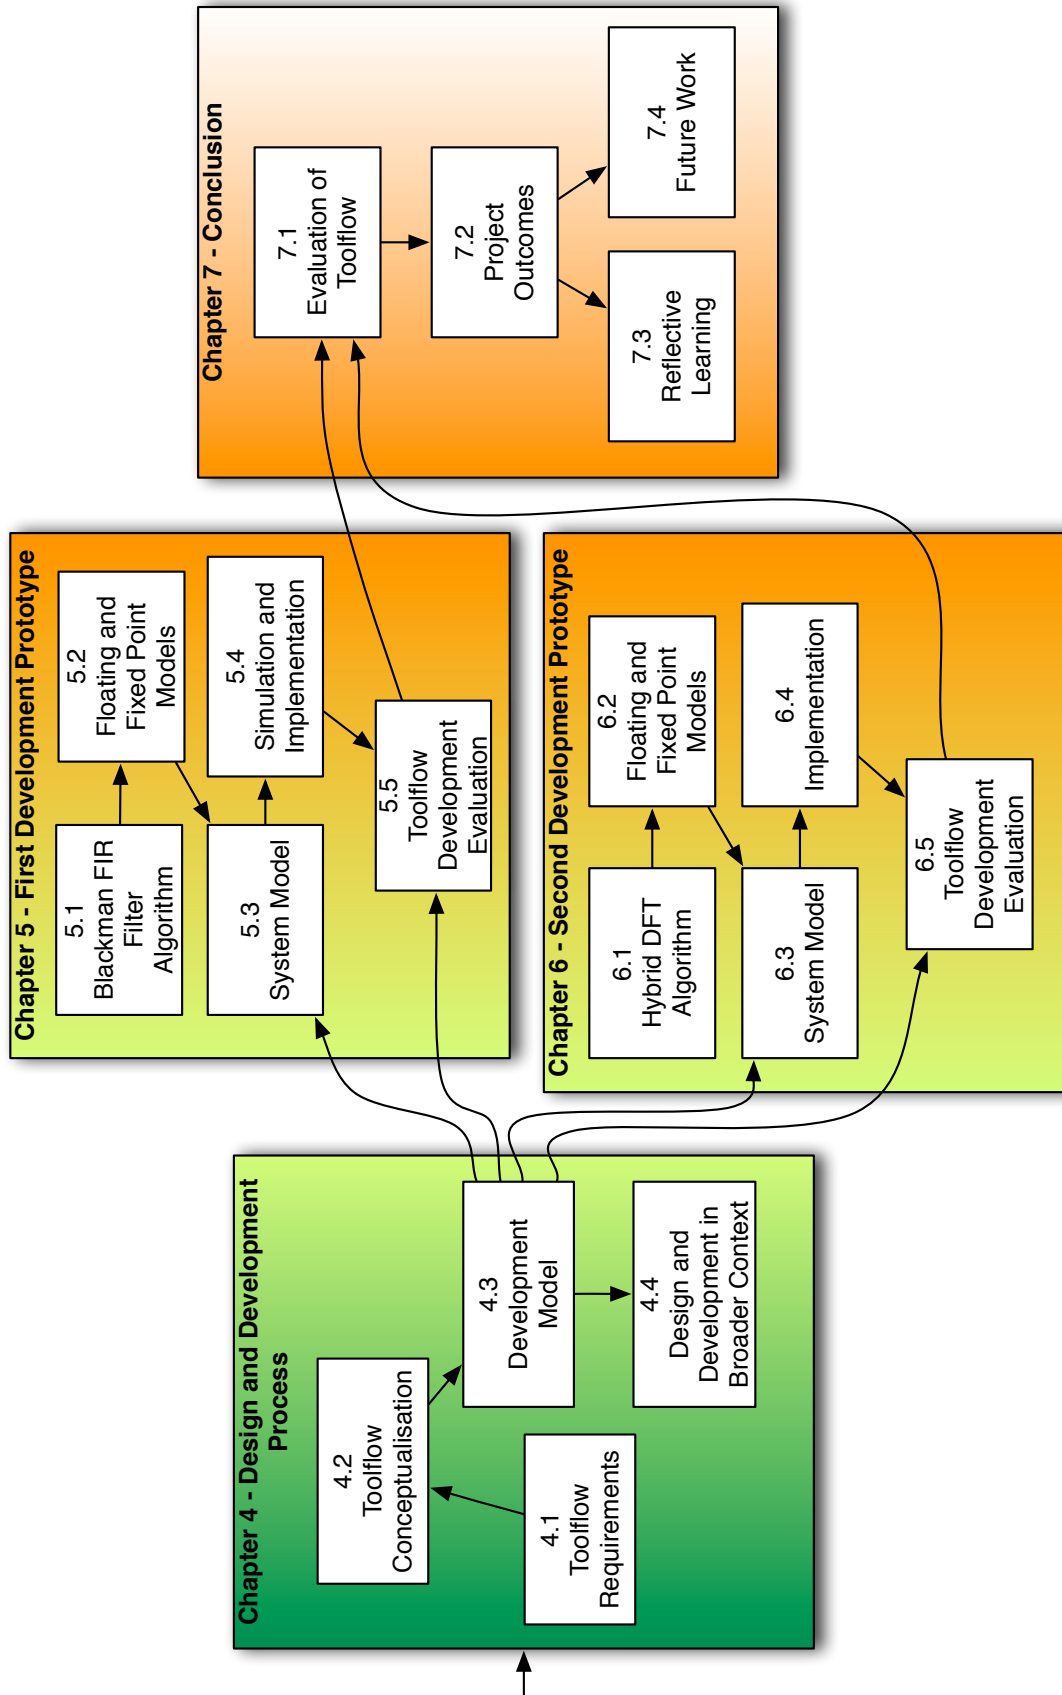 Chapter 4 - Design and Development
Process
4.1
Toolflow
Requirements
4.2
Toolflow
Conceptualisation
4.3
Development
Model
4.4
Design and
Development in
Broader Context
Chapter 5 - First Development Prototype
5.1
Blackman FIR
Filter
Algorithm
5.2
Floating and
Fixed Point
Models
5.3
System Model
5.4
Simulation and
Implementation
5.5
Toolflow
Development
Evaluation
Chapter 6 - Second Development Prototype
6.1
Hybrid DFT
Algorithm
6.2
Floating and
Fixed Point
Models
6.3
System Model
6.4
Implementation
6.5
Toolflow
Development
Evaluation
Chapter 7 - Conclusion
7.1
Evaluation of
Toolflow
7.2
Project
Outcomes
7.3
Reflective
Learning
7.4
Future Work